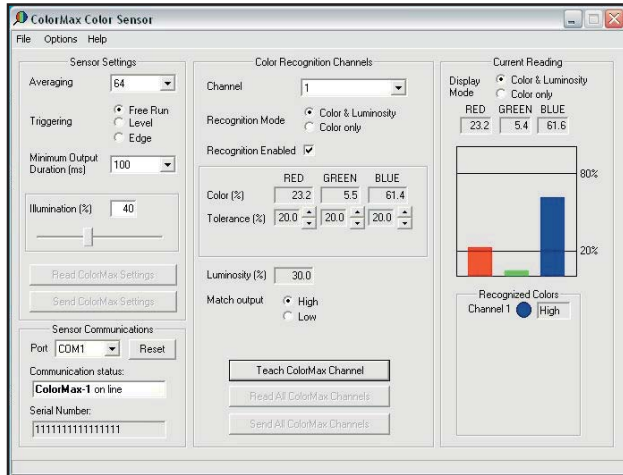 ColorMax Color Sensor
File Options Help
Sensor Settings
Averaging 64
Triggering
Free Run
Level
Edge
Minimum Output
Duration (ms) 100
Illumination (%) 40
Read ColorMax Settings
Send ColorMax Settings
Sensor Communications
Port COM1 Reset
Communication status:
ColorMax-1 on line
Serial Number:
1111111111111111
Color Recognition Channels
Channel 1
Recognition Mode
Color & Luminosity
Color only
Recognition Enabled
RED GREEN BLUE
Color (%) 23.2 5.5 61.4
Tolerance (%) 20.0 20.0 20.0
Luminosity (%) 30.0
Match output
High
Low
Teach ColorMax Channel
Read All ColorMax Channels
Send All ColorMax Channels
Current Reading
Display
Mode
Color & Luminosity
Color only
RED GREEN BLUE
23.2 5.4 61.6
80%
20%
Recognized Colors
Channel 1 High